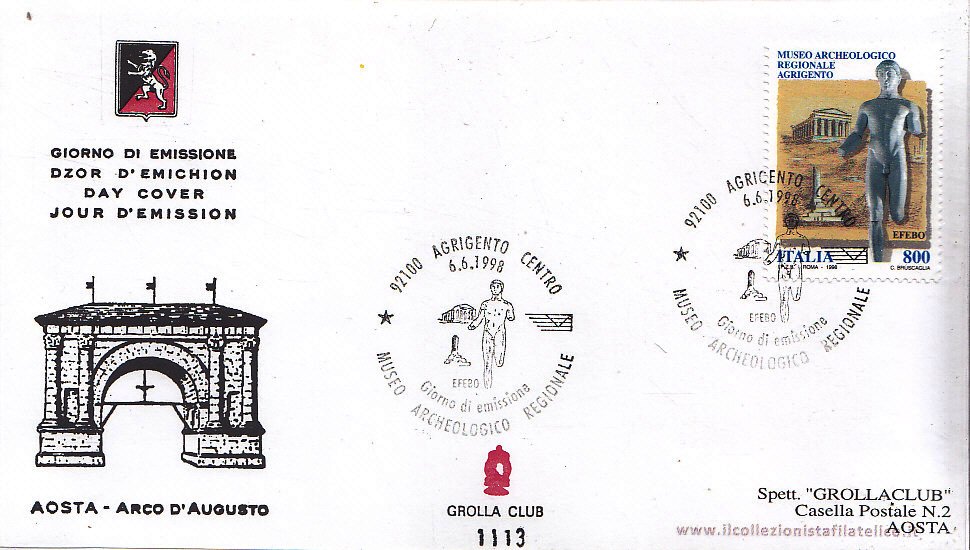 GIORNO DI EMISSIONE
DZOR D'EMICHION
DAY COVER
JOUR D'EMISSION
AOSTA - ARCO D'AUGUSTO
92100 AGRIGENTO CENTRO
6.6.1998
EFEBO
Giorno di emissione
MUSEO ARCHEOLOGICO REGIONALE
GROLLA CLUB
1113
MUSEO ARCHEOLOGICO
REGIONALE
AGRIGENTO
EFEBO
ITALIA 800
I.P.Z.S. - ROMA - 1998 C. BRUSCAGLIA
92100 AGRIGENTO CENTRO
6.6.1998
EFEBO
Giorno di emissione
MUSEO ARCHEOLOGICO REGIONALE
Spett. "GROLLACLUB"
Casella Postale N.2
AOSTA
www.ilcollezionistafilatelico.it